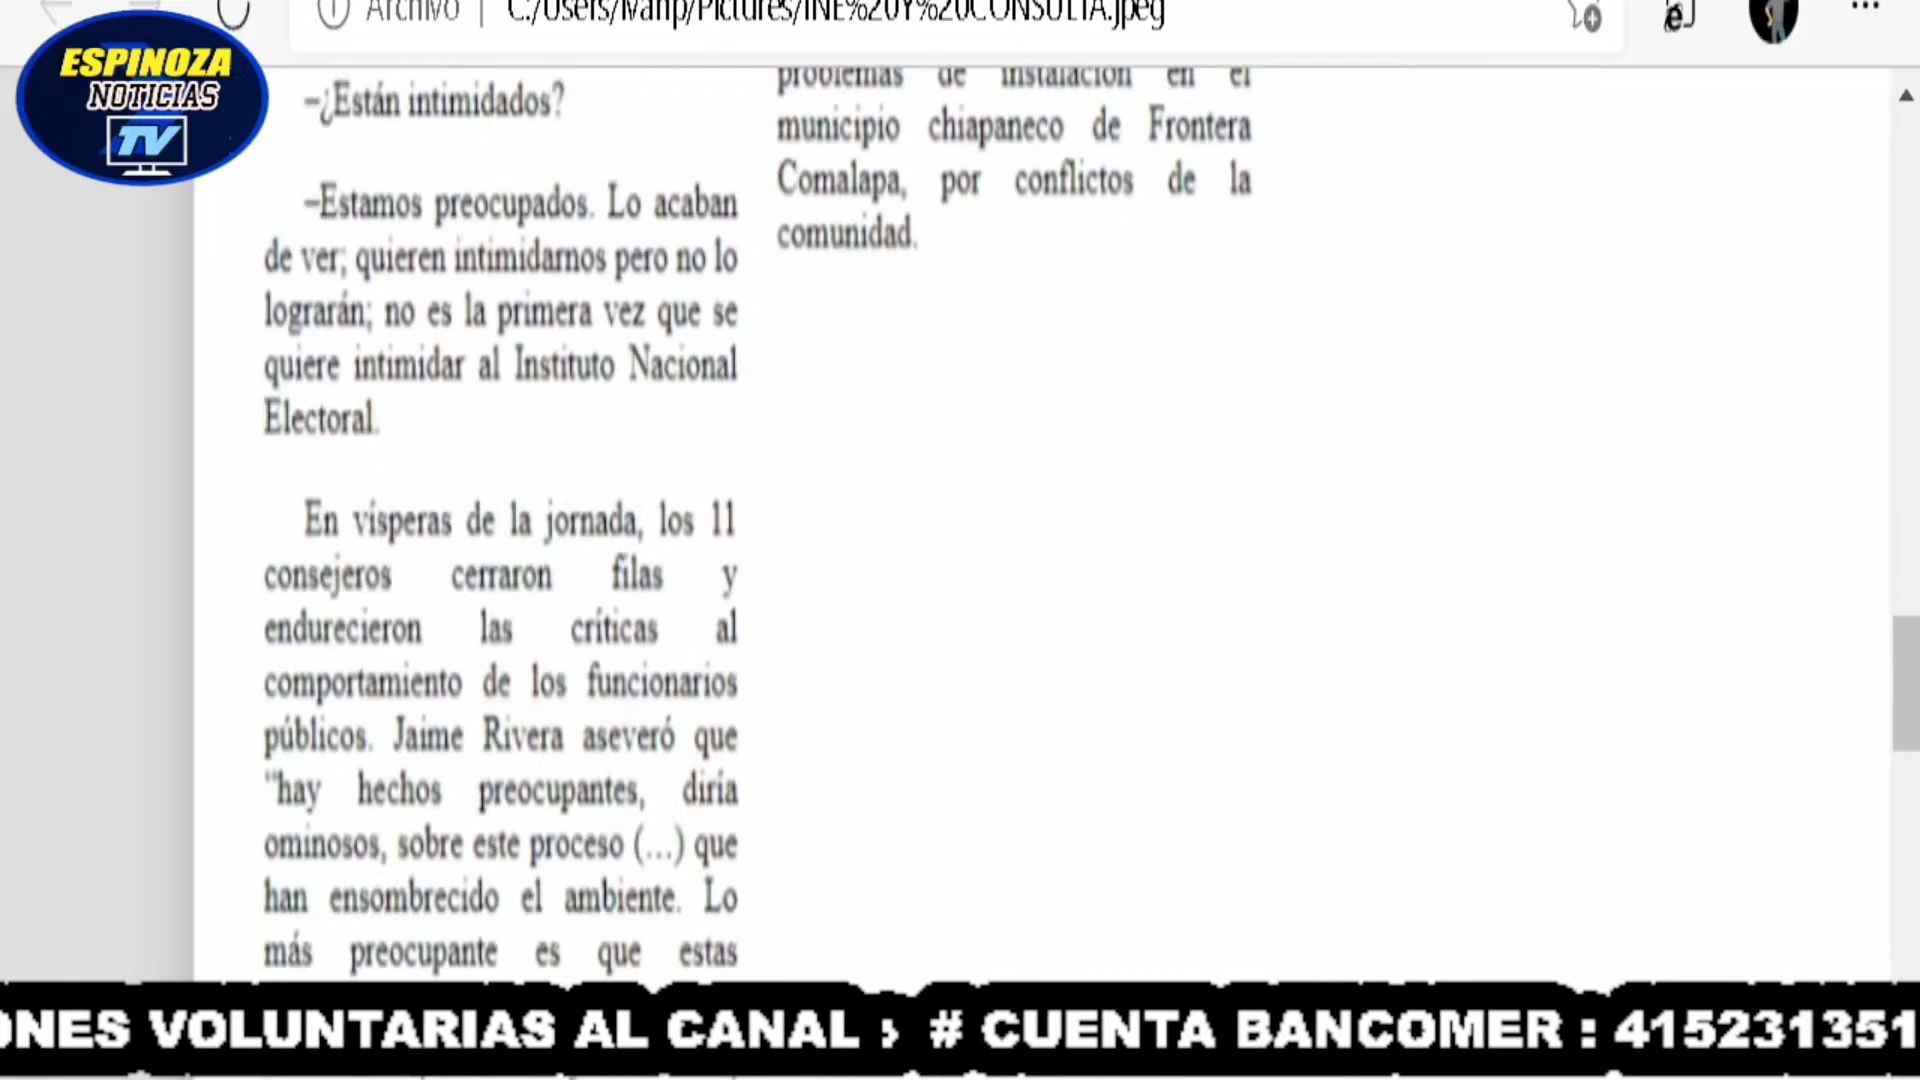 Archivo | C:/Users/ivanp/Pictures/INE%20Y%20CONSULTA.jpeg
ESPINOZA
NOTICIAS
TV
–¿Están intimidados?
–Estamos preocupados. Lo acaban
de ver; quieren intimidarnos pero no lo
lograrán; no es la primera vez que se
quiere intimidar al Instituto Nacional
Electoral.
En vísperas de la jornada, los 11
consejeros cerraron filas y
endurecieron las críticas al
comportamiento de los funcionarios
públicos. Jaime Rivera aseveró que
“hay hechos preocupantes, diría
ominosos, sobre este proceso (...) que
han ensombrecido el ambiente. Lo
más preocupante es que estas
problemas de instalación en el
municipio chiapaneco de Frontera
Comalapa, por conflictos de la
comunidad.
ONES VOLUNTARIAS AL CANAL > # CUENTA BANCOMER : 415231351